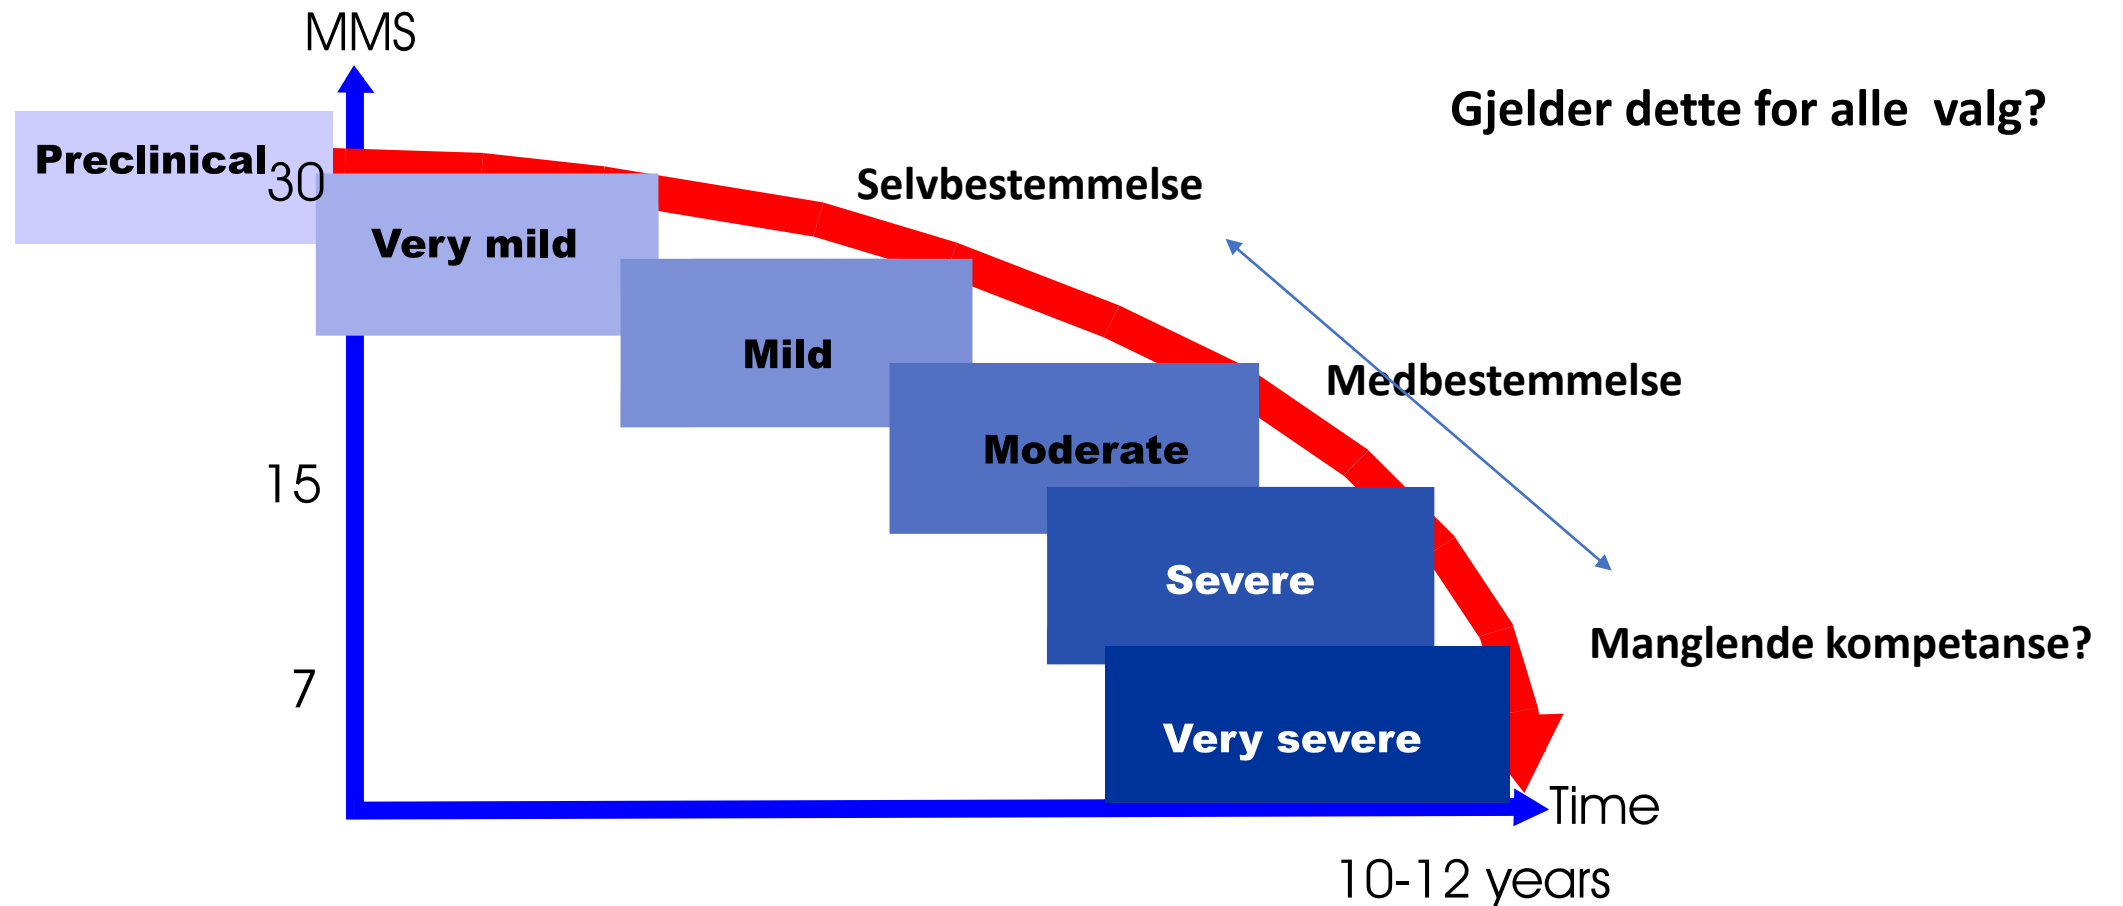 MMS
Gjelder dette for alle valg?
Preclinical
30
Selvbestemmelse
Very mild
Mild
Medbestemmelse
Moderate
15
Severe
Manglende kompetanse?
7
Very severe
Time
10-12 years